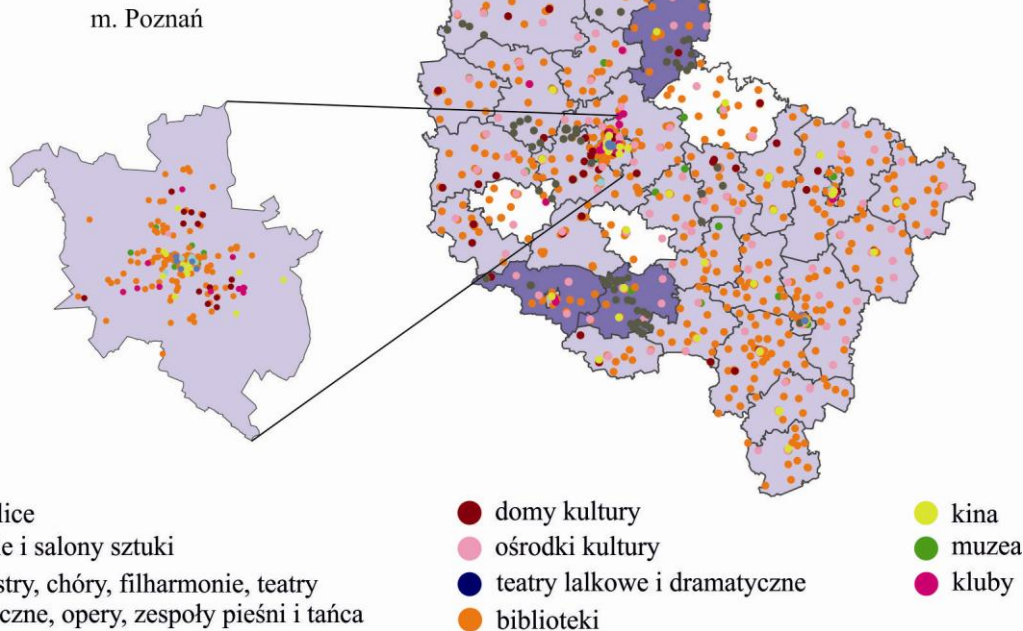 m. Poznań
lice
e i salony sztuki
stry, chóry, filharmonie, teatry
czne, opery, zespoły pieśni i tańca
domy kultury
ośrodki kultury
teatry lalkowe i dramatyczne
biblioteki
kina
muzea
kluby